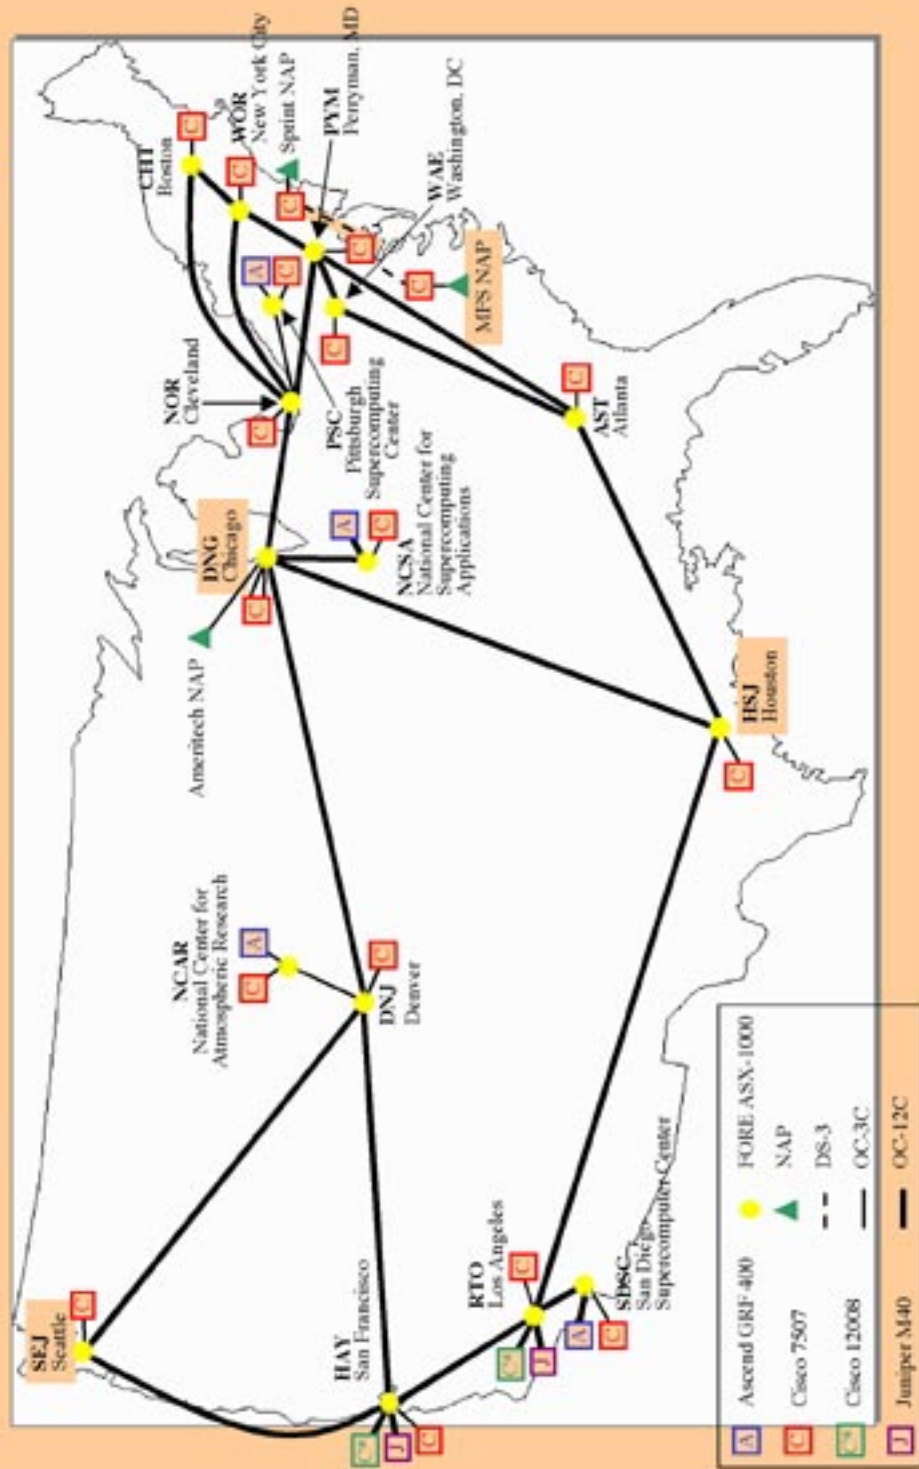 SEJ
Seattle
C
C*
J
C
HAY
San Francisco
RTO
Los Angeles
C
C*
J
A
C
SDSC
San Diego
Supercomputer Center
NCAR
National Center for
Atmospheric Research
C
A
DNJ
Denver
C
Ameritech NAP
DNG
Chicago
C
A
C
NCSA
National Center for
Supercomputing
Applications
HSJ
Houston
C
NOR
Cleveland
C
PSC
Pittsburgh
Supercomputing
Center
A
C
CHT
Boston
C
WOR
New York City
C
Sprint NAP
C
PYM
Perryman, MD
C
WAE
Washington, DC
C
C
MFS NAP
AST
Atlanta
C
A Ascend GRF 400
C Cisco 7507
C* Cisco 12008
J Juniper M40
FORE ASX-1000
NAP
DS-3
OC-3C
OC-12C